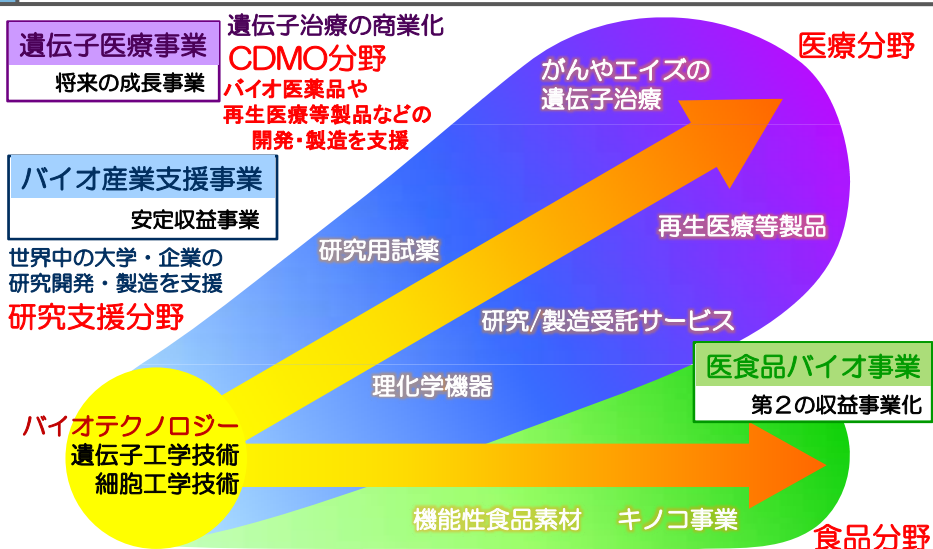 遺伝子医療事業
将来の成長事業
遺伝子治療の商業化
CDMO分野
バイオ医薬品や
再生医療等製品などの
開発・製造を支援
バイオ産業支援事業
安定収益事業
世界中の大学・企業の
研究開発・製造を支援
研究支援分野
医療分野
がんやエイズの
遺伝子治療
再生医療等製品
研究用試薬
研究/製造受託サービス
理化学機器
医食品バイオ事業
第２の収益事業化
バイオテクノロジー
遺伝子工学技術
細胞工学技術
機能性食品素材 キノコ事業
食品分野